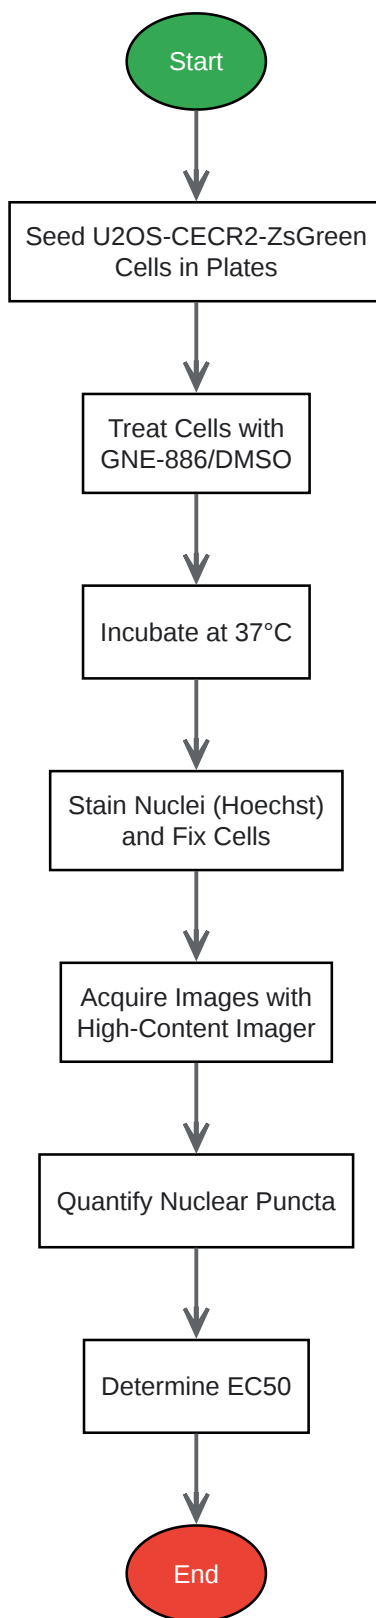 Start
Seed U2OS-CECR2-ZsGreen
Cells in Plates
Treat Cells with
GNE-886/DMSO
Incubate at 37°C
Stain Nuclei (Hoechst)
and Fix Cells
Acquire Images with
High-Content Imager
Quantify Nuclear Puncta
Determine EC50
End